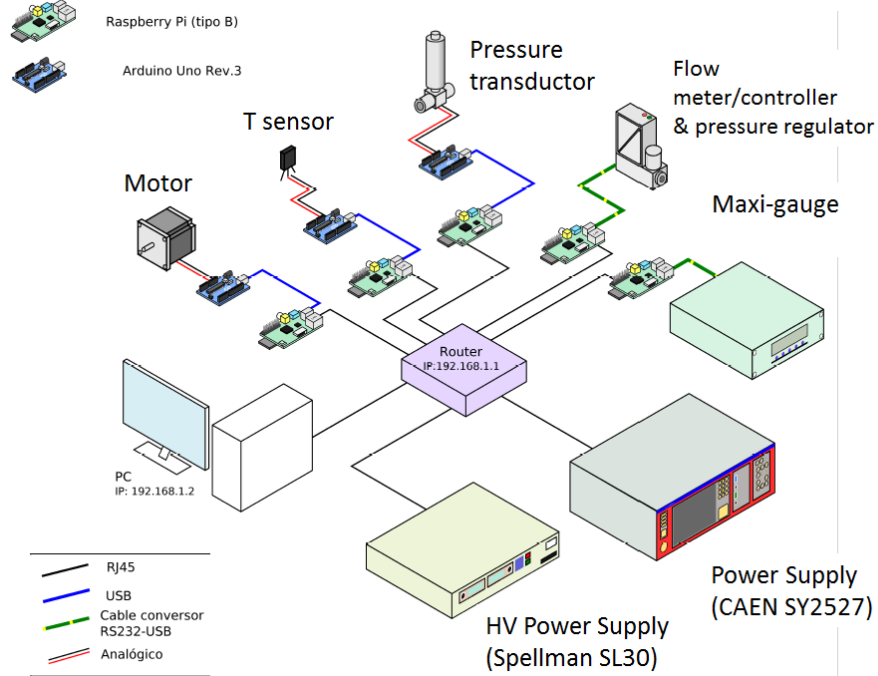 Raspberry Pi (tipo B)
Arduino Uno Rev.3
Pressure
transductor
Flow
meter/controller
& pressure regulator
T sensor
Motor
Maxi-gauge
Router
IP:192.168.1.1
PC
IP: 192.168.1.2
RJ45
USB
Cable conversor
RS232-USB
Analógico
Power Supply
(CAEN SY2527)
HV Power Supply
(Spellman SL30)